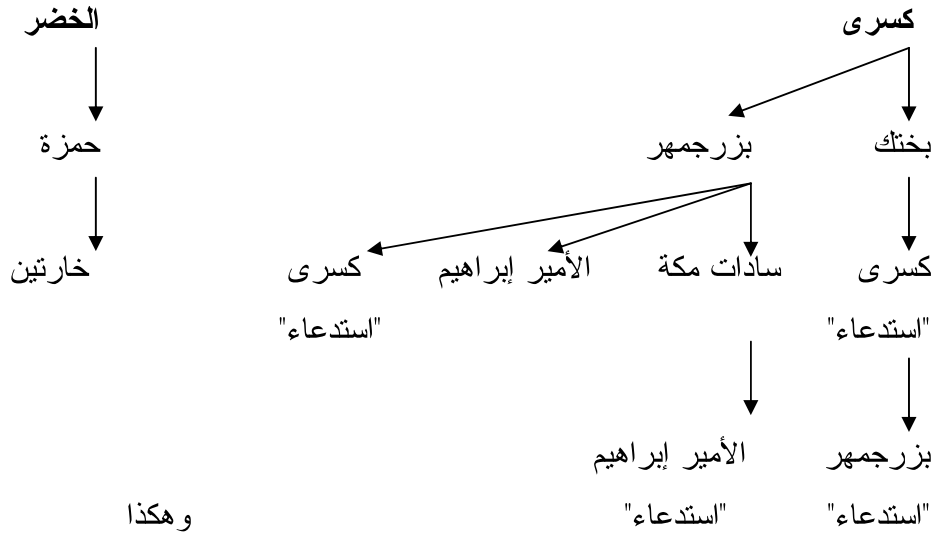 كسرى الخضر
بختك بزرجمهر حمزة
كسرى سادات مكة الأمير إبراهيم كسرى خارتين
"استدعاء" "استدعاء"
بزرجمهر الأمير إبراهيم
"استدعاء" "استدعاء" وهكذا